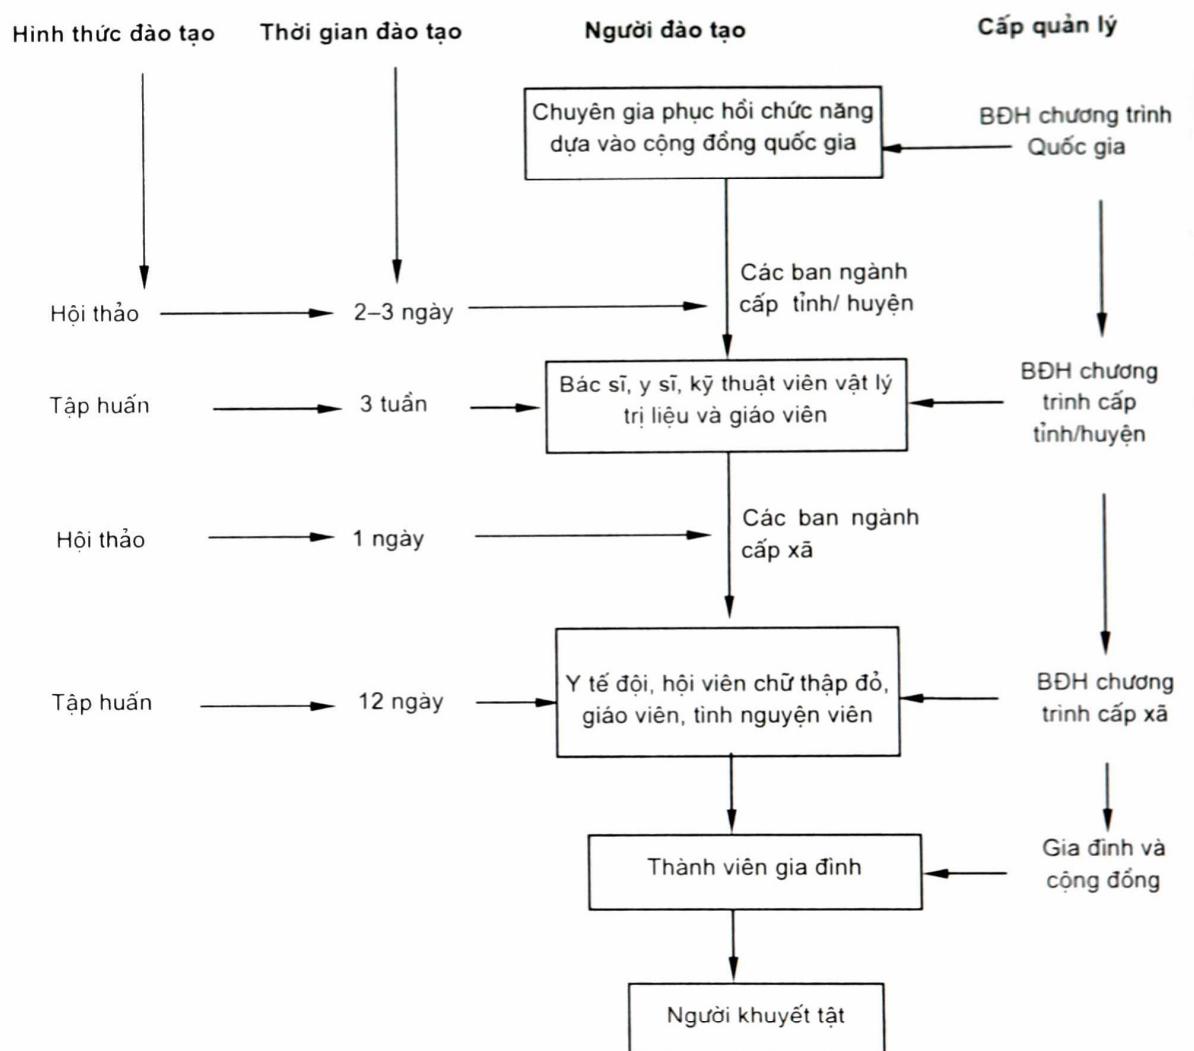 Hình thức đào tạo
Thời gian đào tạo
Người đào tạo
Cấp quản lý
Chuyên gia phục hồi chức năng
dựa vào cộng đồng quốc gia
BĐH chương trình
Quốc gia
Các ban ngành
cấp tỉnh/ huyện
Hội thảo
2–3 ngày
Bác sĩ, y sĩ, kỹ thuật viên vật lý
trị liệu và giáo viên
BĐH chương
trình cấp
tỉnh/huyện
Tập huấn
3 tuần
Các ban ngành
cấp xã
Hội thảo
1 ngày
Y tế đội, hội viên chữ thập đỏ,
giáo viên, tình nguyện viên
BĐH chương
trình cấp xã
Tập huấn
12 ngày
Thành viên gia đình
Gia đình và
cộng đồng
Người khuyết tật